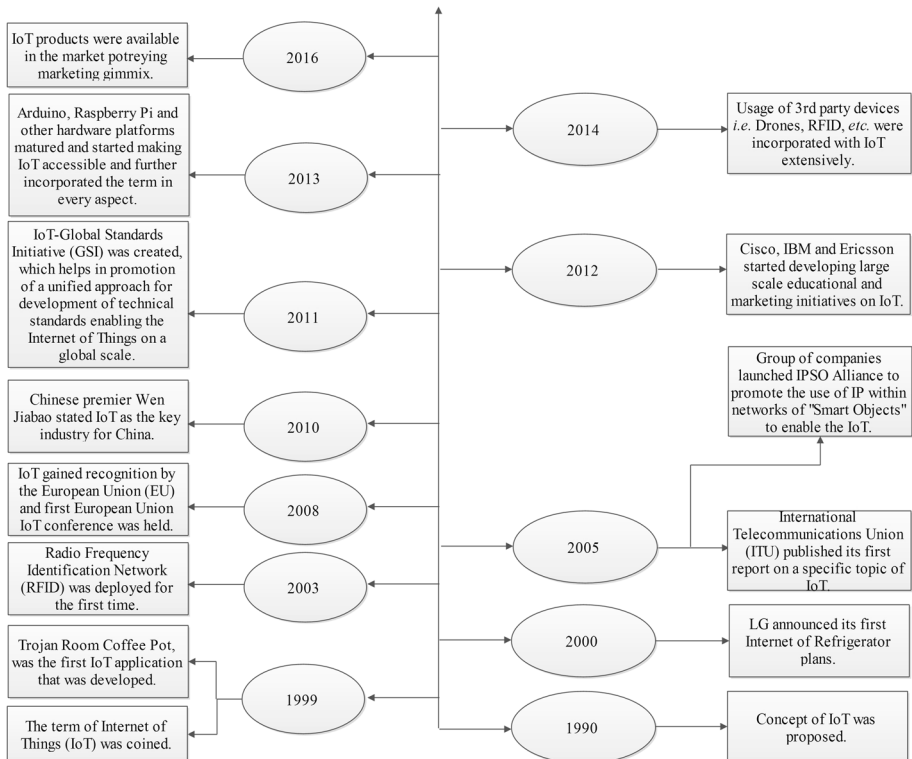 IoT products were available
in the market potreying
marketing gimmix.
2016
Arduino, Raspberry Pi and
other hardware platforms
matured and started making
IoT accessible and further
incorporated the term in
every aspect.
2013
2014
Usage of 3rd party devices
i.e. Drones, RFID, etc. were
incorporated with IoT
extensively.
IoT-Global Standards
Initiative (GSI) was created,
which helps in promotion
of a unified approach for
development of technical
standards enabling the
Internet of Things on a
global scale.
2011
2012
Cisco, IBM and Ericsson
started developing large
scale educational and
marketing initiatives on IoT.
Chinese premier Wen
Jiabao stated IoT as the key
industry for China.
2010
Group of companies
launched IPSO Alliance to
promote the use of IP within
networks of "Smart Objects"
to enable the IoT.
IoT gained recognition by
the European Union (EU)
and first European Union
IoT conference was held.
2008
2005
International
Telecommunications Union
(ITU) published its first
report on a specific topic of
IoT.
Radio Frequency
Identification Network
(RFID) was deployed for
the first time.
2003
2000
LG announced its first
Internet of Refrigerator
plans.
Trojan Room Coffee Pot,
was the first IoT application
that was developed.
1999
The term of Internet of
Things (IoT) was coined.
1990
Concept of IoT was
proposed.